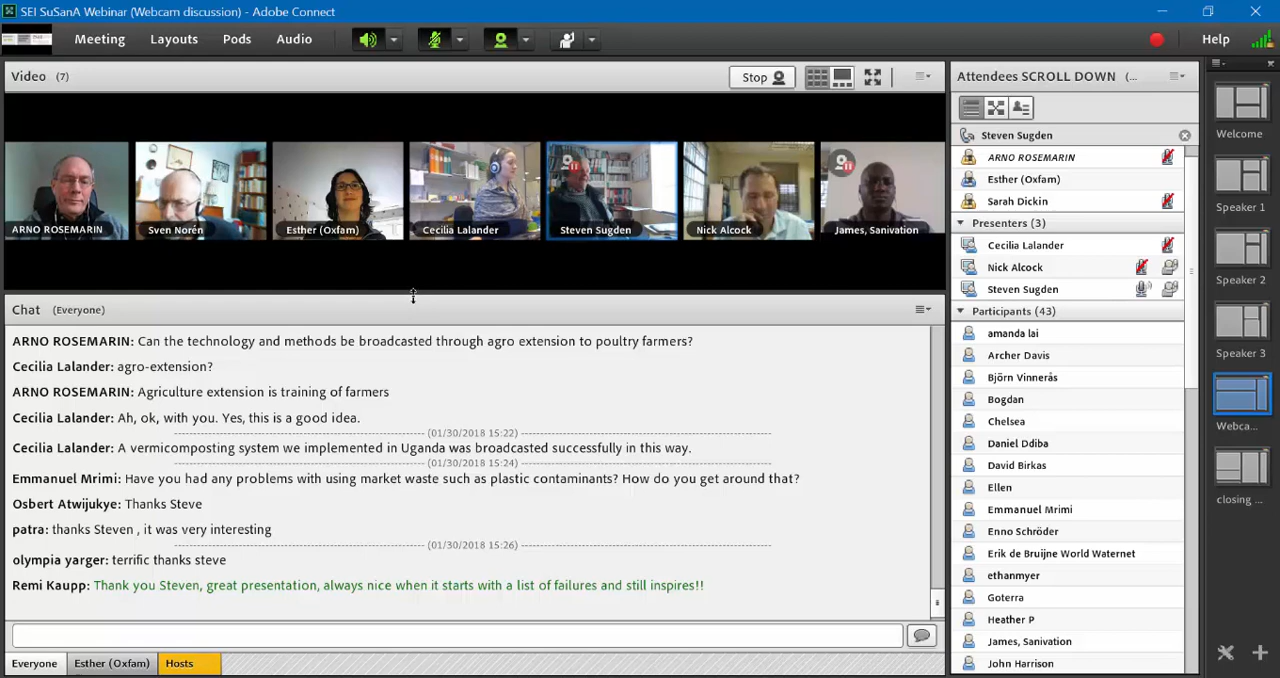 SEI SuSanA Webinar (Webcam discussion) - Adobe Connect
Meeting Layouts Pods Audio Help
Video (7)
Stop
ARNO ROSEMARIN
Sven Norén
Esther (Oxfam)
Cecilia Lalander
Steven Sugden
Nick Alcock
James, Sanivation
Chat (Everyone)
ARNO ROSEMARIN: Can the technology and methods be broadcasted through agro extension to poultry farmers?
Cecilia Lalander: agro-extension?
ARNO ROSEMARIN: Agriculture extension is training of farmers
Cecilia Lalander: Ah, ok, with you. Yes, this is a good idea.
(01/30/2018 15:22)
Cecilia Lalander: A vermicomposting system we implemented in Uganda was broadcasted successfully in this way.
(01/30/2018 15:24)
Emmanuel Mrimi: Have you had any problems with using market waste such as plastic contaminants? How do you get around that?
Osbert Atwijukye: Thanks Steve
patra: thanks Steven , it was very interesting
(01/30/2018 15:26)
olympia yarger: terrific thanks steve
Remi Kaupp: Thank you Steven, great presentation, always nice when it starts with a list of failures and still inspires!!
Everyone
Esther (Oxfam)
Hosts
Attendees SCROLL DOWN (...
Steven Sugden
ARNO ROSEMARIN
Esther (Oxfam)
Sarah Dickin
Presenters (3)
Cecilia Lalander
Nick Alcock
Steven Sugden
Participants (43)
amanda lai
Archer Davis
Björn Vinnerås
Bogdan
Chelsea
Daniel Ddiba
David Birkas
Ellen
Emmanuel Mrimi
Enno Schröder
Erik de Bruijne World Waternet
ethanmyer
Goterra
Heather P
James, Sanivation
John Harrison
Welcome
Speaker 1
Speaker 2
Speaker 3
Webca...
closing ...